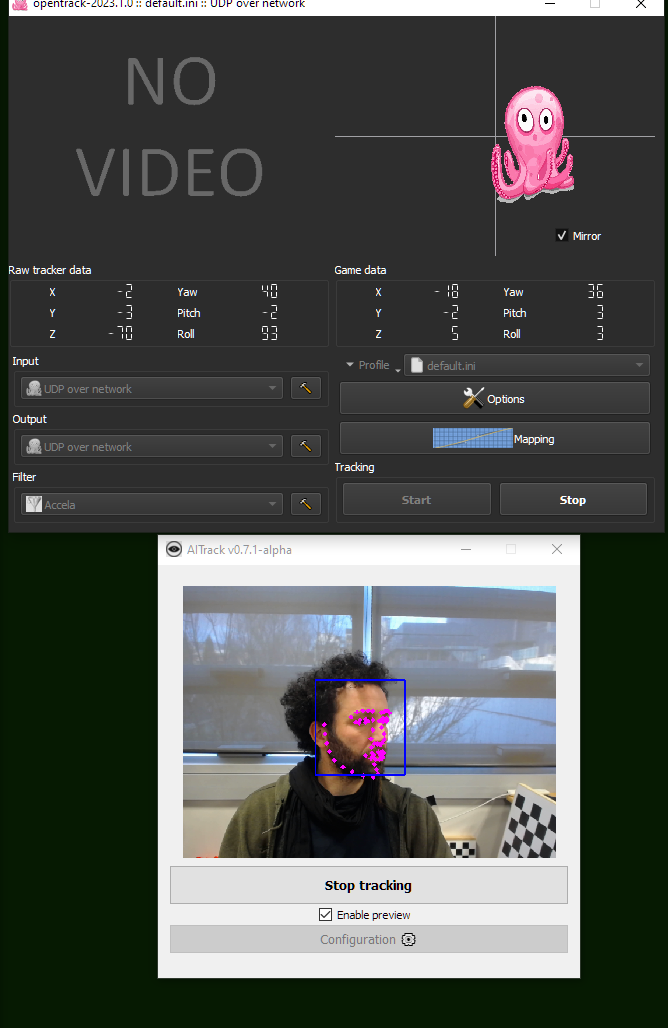 opentrack-2023.1.0 :: default.ini :: UDP over network
NO
VIDEO
Mirror
Raw tracker data
X -2 Yaw 40
Y -3 Pitch -2
Z -70 Roll 93
Game data
X -18 Yaw 36
Y -2 Pitch 3
Z 5 Roll 3
Input
UDP over network
Output
UDP over network
Filter
Accela
Profile default.ini
Options
Mapping
Tracking
Start Stop
AITrack v0.7.1-alpha
Stop tracking
Enable preview
Configuration